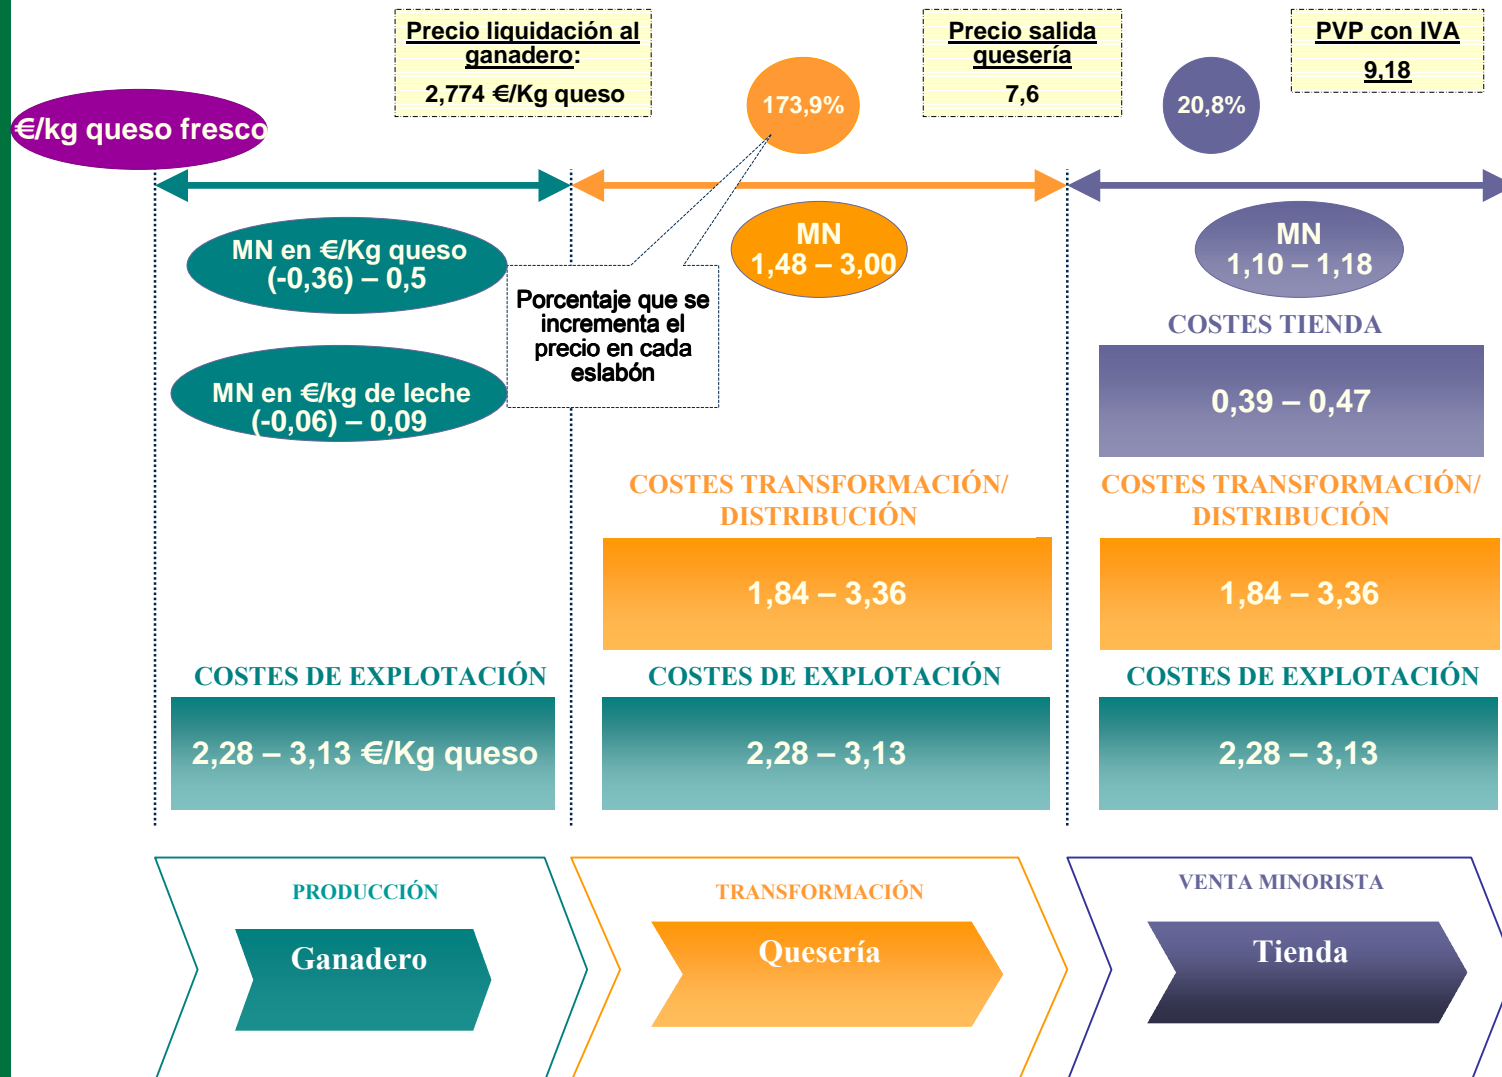 Precio liquidación al
ganadero:
2,774 €/Kg queso
Precio salida
quesería
7,6
PVP con IVA
9,18
€/kg queso fresco
173,9%
20,8%
MN en €/Kg queso
(-0,36) – 0,5
MN
1,48 – 3,00
MN
1,10 – 1,18
Porcentaje que se
incrementa el
precio en cada
eslabón
MN en €/kg de leche
(-0,06) – 0,09
COSTES TIENDA
0,39 – 0,47
COSTES TRANSFORMACIÓN/
DISTRIBUCIÓN
1,84 – 3,36
COSTES TRANSFORMACIÓN/
DISTRIBUCIÓN
1,84 – 3,36
COSTES DE EXPLOTACIÓN
2,28 – 3,13 €/Kg queso
COSTES DE EXPLOTACIÓN
2,28 – 3,13
COSTES DE EXPLOTACIÓN
2,28 – 3,13
PRODUCCIÓN
Ganadero
TRANSFORMACIÓN
Quesería
VENTA MINORISTA
Tienda